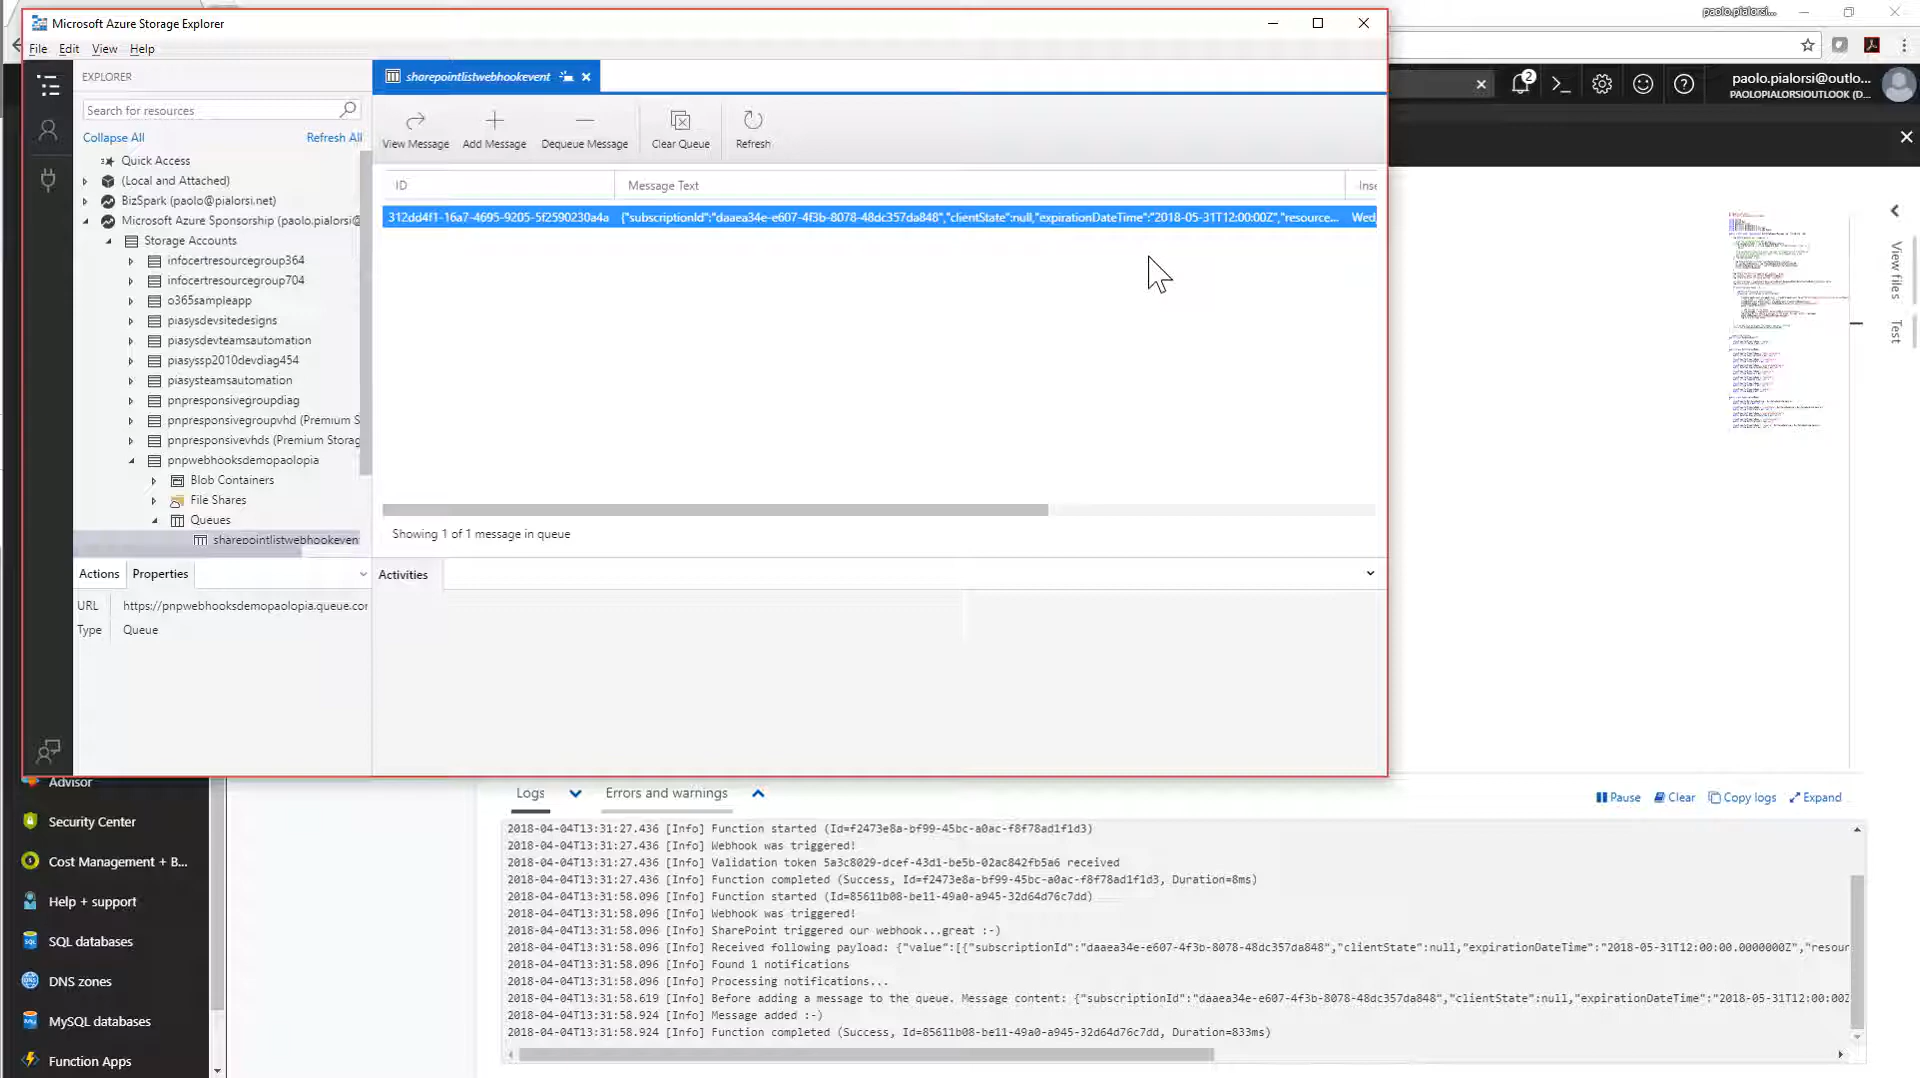 Microsoft Azure Storage Explorer
File Edit View Help
EXPLORER
Search for resources
Collapse All Refresh All
Quick Access
(Local and Attached)
BizSpark (paolo@pialorsi.net)
Microsoft Azure Sponsorship (paolo.pialorsi@
Storage Accounts
infocertresourcegroup364
infocertresourcegroup704
o365sampleapp
piasysdevsitedesigns
piasysdevteamsautomation
piasyssp2010devdiag454
piasysteamsautomation
pnpresponsivegroupdiag
pnpresponsivegroupvhd (Premium S
pnpresponsivevhds (Premium Storag
pnpwebhooksdemopaolopia
Blob Containers
File Shares
Queues
sharepointlistwebhookeven
Actions Properties
URL https://pnpwebhooksdemopaolopia.queue.cor
Type Queue
sharepointlistwebhookevent
View Message Add Message Dequeue Message Clear Queue Refresh
ID Message Text Inse
312dd4f1-16a7-4695-9205-5f2590230a4a {"subscriptionId":"daaea34e-e607-4f3b-8078-48dc357da848","clientState":null,"expirationDateTime":"2018-05-31T12:00:00Z","resource... Wed,
Showing 1 of 1 message in queue
Activities
paolo.pialorsi...
2
paolo.pialorsi@outlo...
PAOLOPIALORSIOUTLOOK (D...
View files
Test
Advisor
Security Center
Cost Management + B...
Help + support
SQL databases
DNS zones
MySQL databases
Function Apps
Logs Errors and warnings Pause Clear Copy logs Expand
2018-04-04T13:31:27.436 [Info] Function started (Id=f2473e8a-bf99-45bc-a0ac-f8f78ad1f1d3)
2018-04-04T13:31:27.436 [Info] Webhook was triggered!
2018-04-04T13:31:27.436 [Info] Validation token 5a3c8029-dcef-43d1-be5b-02ac842fb5a6 received
2018-04-04T13:31:27.436 [Info] Function completed (Success, Id=f2473e8a-bf99-45bc-a0ac-f8f78ad1f1d3, Duration=8ms)
2018-04-04T13:31:58.096 [Info] Function started (Id=85611b08-be11-49a0-a945-32d64d76c7dd)
2018-04-04T13:31:58.096 [Info] Webhook was triggered!
2018-04-04T13:31:58.096 [Info] SharePoint triggered our webhook...great :-)
2018-04-04T13:31:58.096 [Info] Received following payload: {"value":[{"subscriptionId":"daaea34e-e607-4f3b-8078-48dc357da848","clientState":null,"expirationDateTime":"2018-05-31T12:00:00.0000000Z","resour
2018-04-04T13:31:58.096 [Info] Found 1 notifications
2018-04-04T13:31:58.096 [Info] Processing notifications...
2018-04-04T13:31:58.619 [Info] Before adding a message to the queue. Message content: {"subscriptionId":"daaea34e-e607-4f3b-8078-48dc357da848","clientState":null,"expirationDateTime":"2018-05-31T12:00:00Z
2018-04-04T13:31:58.924 [Info] Message added :-)
2018-04-04T13:31:58.924 [Info] Function completed (Success, Id=85611b08-be11-49a0-a945-32d64d76c7dd, Duration=833ms)